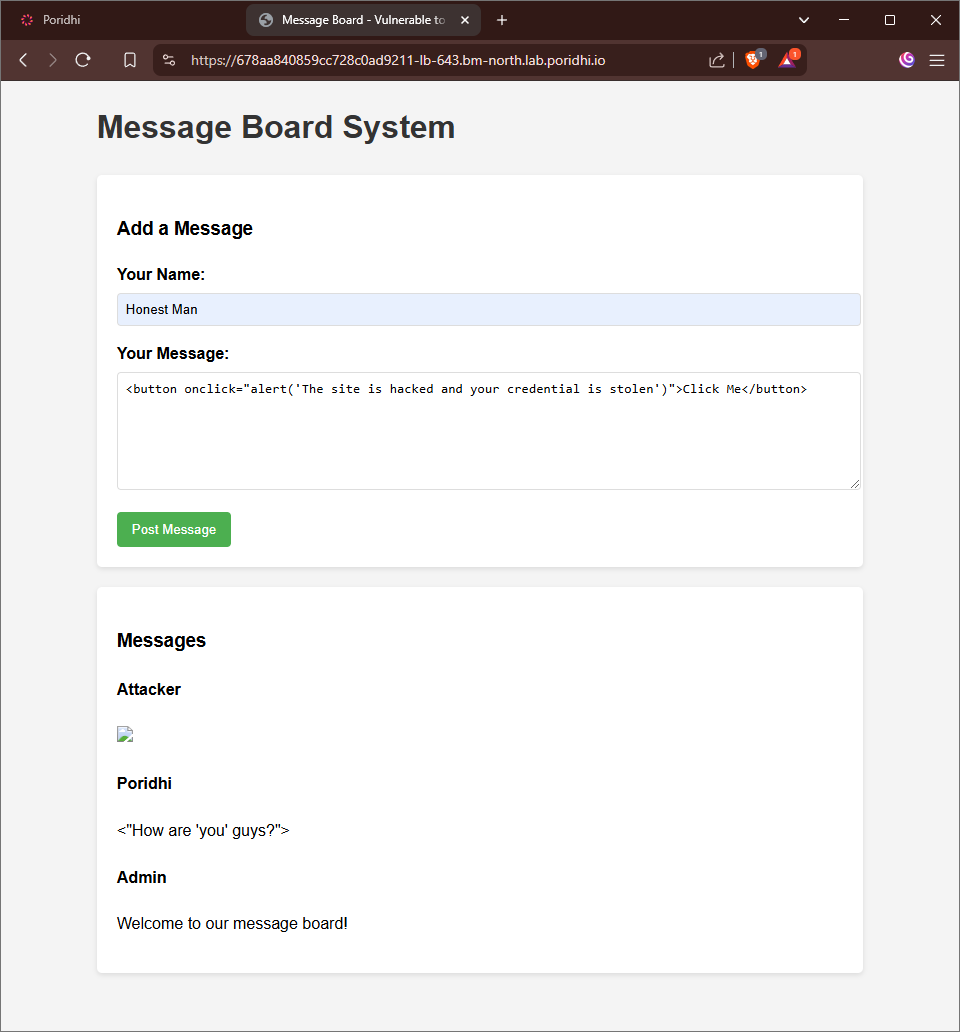 Poridhi
Message Board - Vulnerable to
https://678aa840859cc728c0ad9211-lb-643.bm-north.lab.poridhi.io
1
1
Message Board System
Add a Message
Your Name:
Honest Man
Your Message:
<button onclick="alert('The site is hacked and your credential is stolen')">Click Me</button>
Post Message
Messages
Attacker
Poridhi
<"How are 'you' guys?">
Admin
Welcome to our message board!